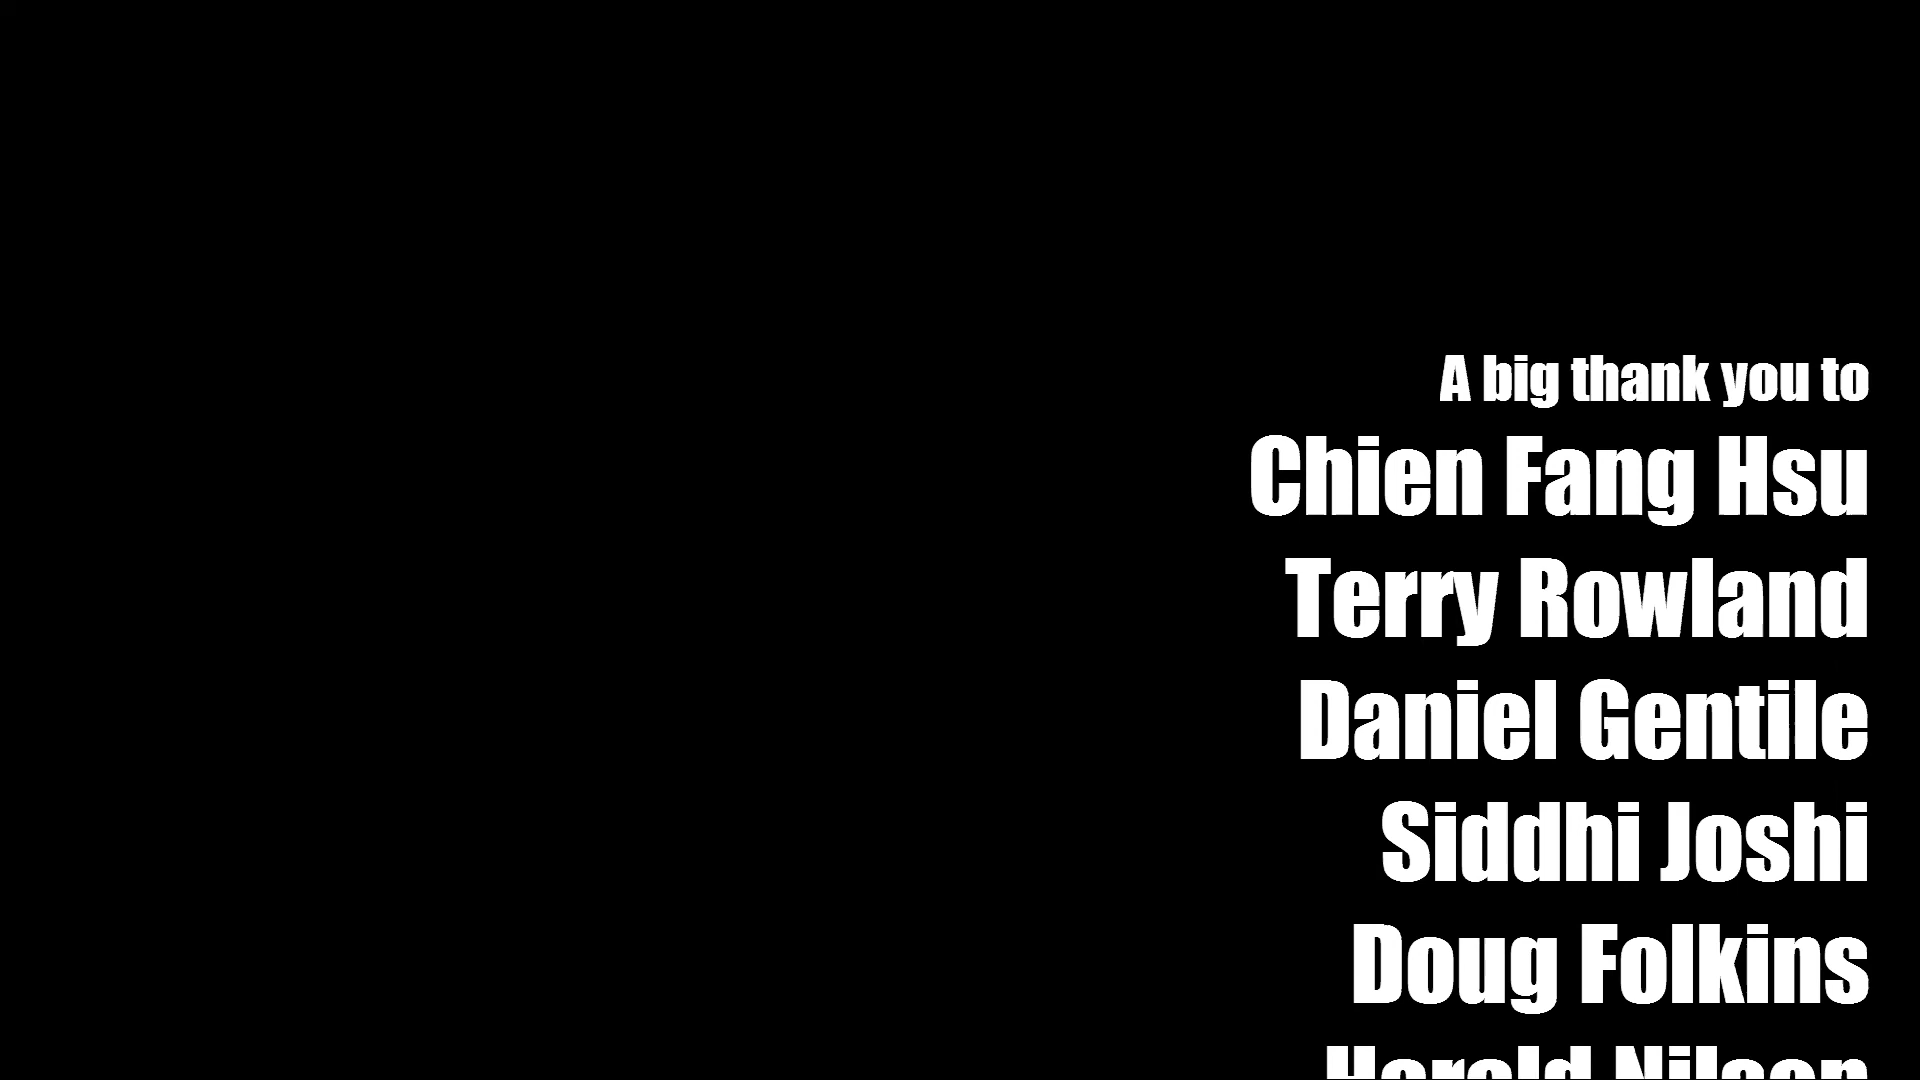 A big thank you to
Chien Fang Hsu
Terry Rowland
Daniel Gentile
Siddhi Joshi
Doug Folkins